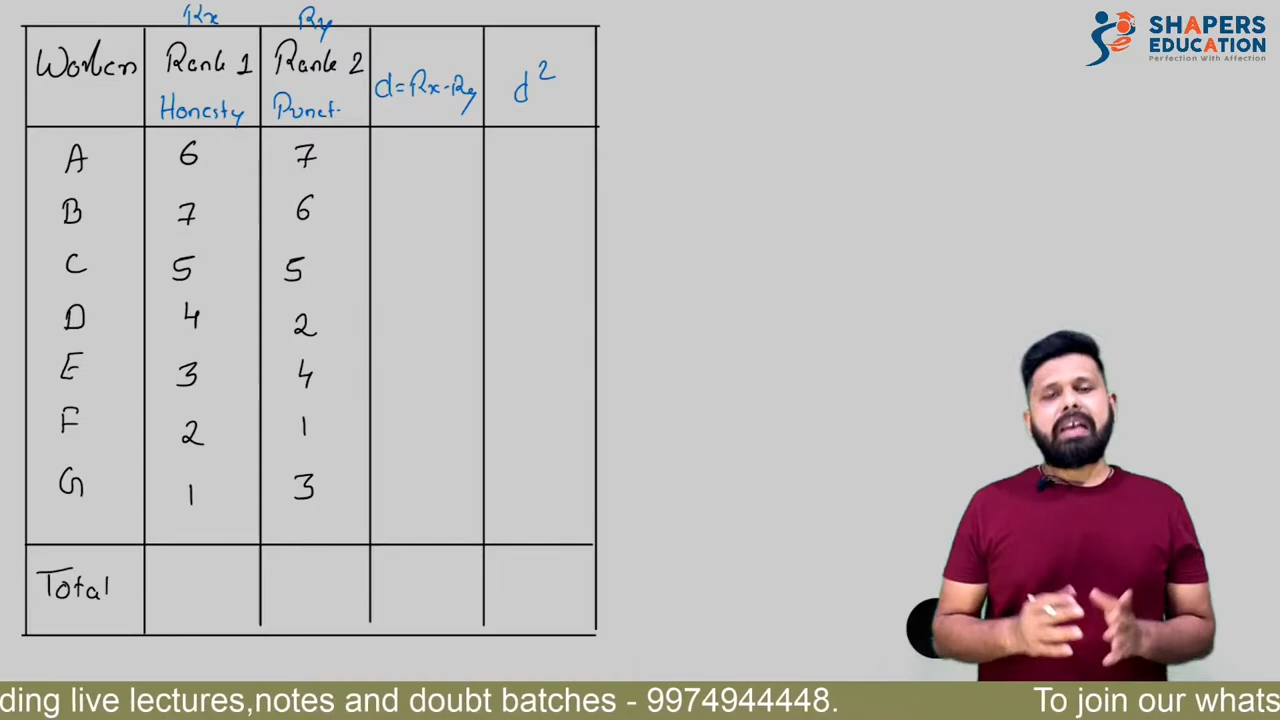 Rx Ry
SHAPERS
EDUCATION
Perfection With Affection
Worker Rank 1 Rank 2 d=Rx-Ry d²
Honesty Punct-
A 6 7
B 7 6
C 5 5
D 4 2
E 3 4
F 2 1
G 1 3
Total
ding live lectures,notes and doubt batches - 9974944448. To join our whats